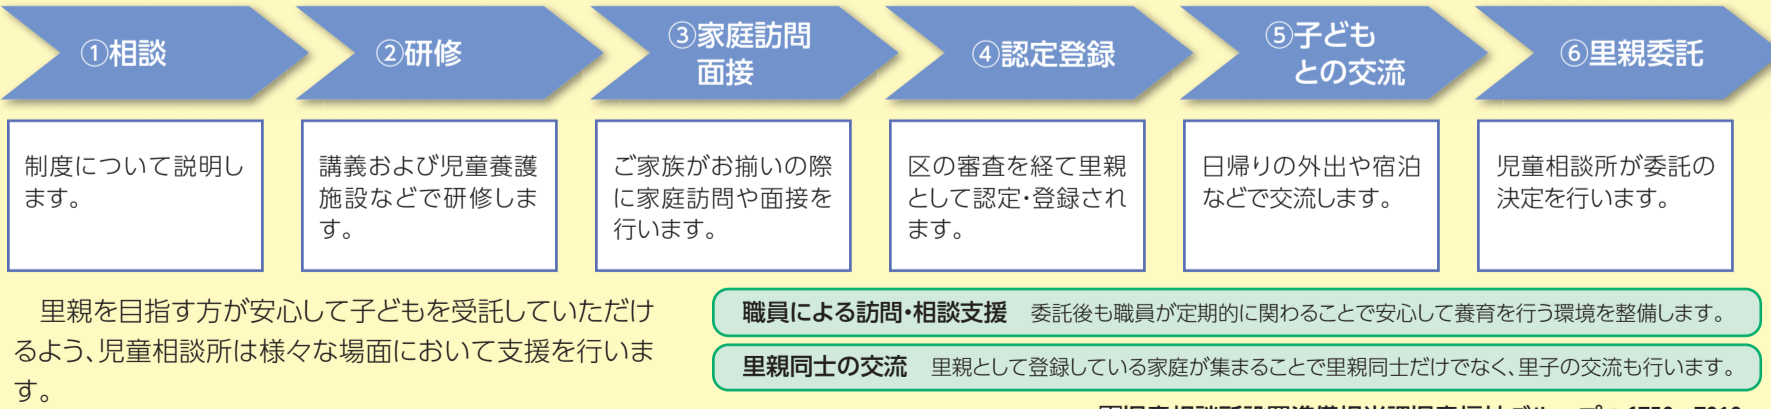 ①相談
②研修
③家庭訪問
面接
④認定登録
⑤子ども
との交流
⑥里親委託
制度について説明し
ます。
講義および児童養護
施設などで研修しま
す。
ご家族がお揃いの際
に家庭訪問や面接を
行います。
区の審査を経て里親
として認定・登録され
ます。
日帰りの外出や宿泊
などで交流します。
児童相談所が委託の
決定を行います。
里親を目指す方が安心して子どもを受託していただけ
るよう、児童相談所は様々な場面において支援を行いま
す。
職員による訪問・相談支援 委託後も職員が定期的に関わることで安心して養育を行う環境を整備します。
里親同士の交流 里親として登録している家庭が集まることで里親同士だけでなく、里子の交流も行います。